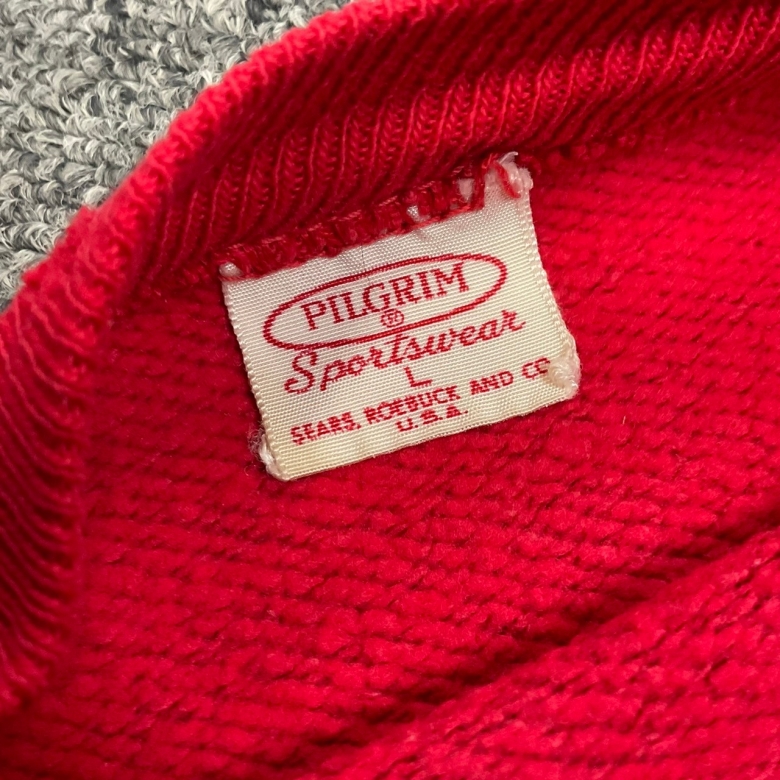 PILGRIM
®
Sportswear
L
SEARS, ROEBUCK AND CO
U.S.A.